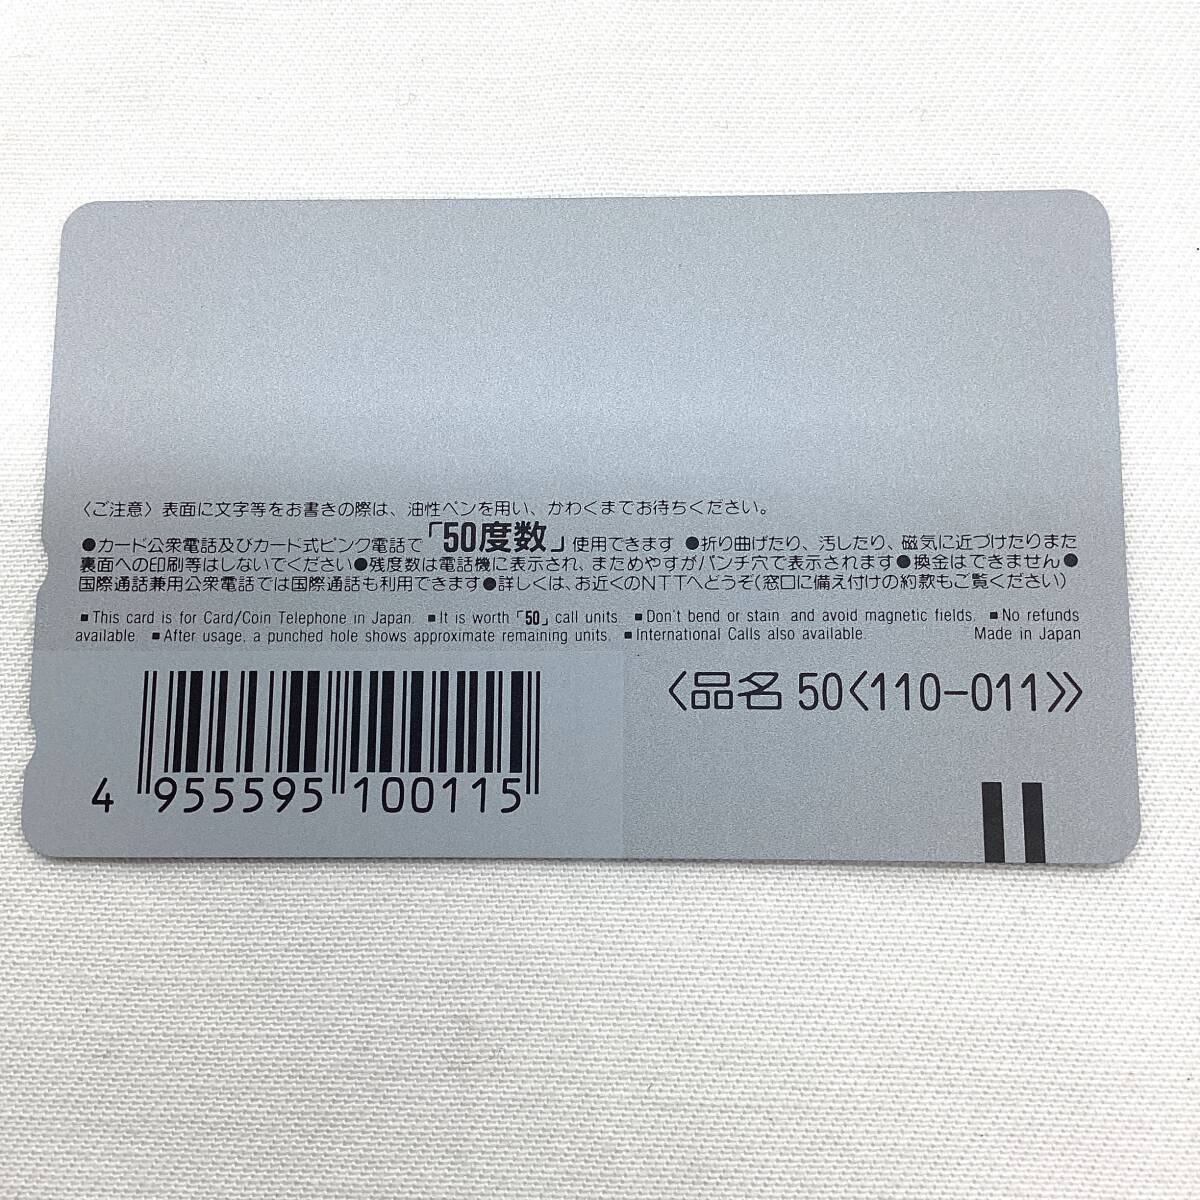 〈ご注意〉表面に文字等をお書きの際は、油性ペンを用い、かわくまでお待ちください。
●カード公衆電話及びカード式ピンク電話で「50度数」使用できます ●折り曲げたり、汚したり、磁気に近づけたりまた
裏面への印刷等はしないでください●残度数は電話機に表示され、まためやすがパンチ穴で表示されます●換金はできません●
国際通話兼用公衆電話では国際通話も利用できます●詳しくは、お近くのNTTへどうぞ(窓口に備え付けの約款もご覧ください)
■This card is for Card/Coin Telephone in Japan. ■It is worth「50」call units. ■Don't bend or stain and avoid magnetic fields. ■No refunds
available. ■After usage, a punched hole shows approximate remaining units. ■International Calls also available. Made in Japan
〈品名 50〈110-011〉〉
4 955595 100115